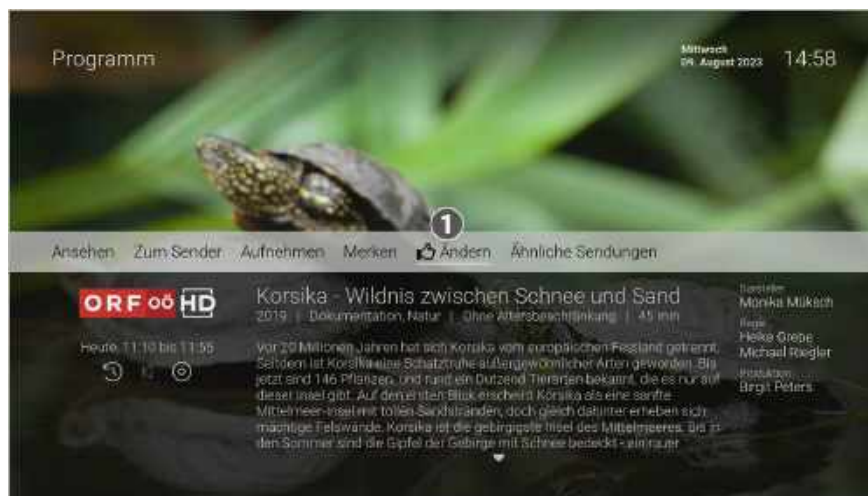 Programm
Mittwoch
09. August 2023
14:58
1
Ansehen Zum Sender Aufnehmen Merken Ändern Ähnliche Sendungen
ORF OÖ HD
Heute, 11:10 bis 11:55
Korsika - Wildnis zwischen Schnee und Sand
2019 | Dokumentation, Natur | Ohne Altersbeschränkung | 45 min
Vor 20 Millionen Jahren hat sich Korsika vom europäischen Festland getrennt.
Seitdem ist Korsika eine Schatztruhe außergewöhnlicher Arten geworden. Bis
jetzt sind 146 Pflanzen, und rund ein Dutzend Tierarten bekannt, die es nur auf
dieser Insel gibt. Auf den ersten Blick erscheint Korsika als eine sanfte
Mittelmeer-Insel mit tollen Sandstränden, doch gleich dahinter erheben sich
mächtige Felswände. Korsika ist die gebirgigste Insel des Mittelmeeres. Bis in
den Sommer sind die Gipfel der Gebirge mit Schnee bedeckt - ein rauer
Darsteller
Monika Müksch
Regie
Heike Grebe
Michael Riegler
Produktion
Birgit Peters